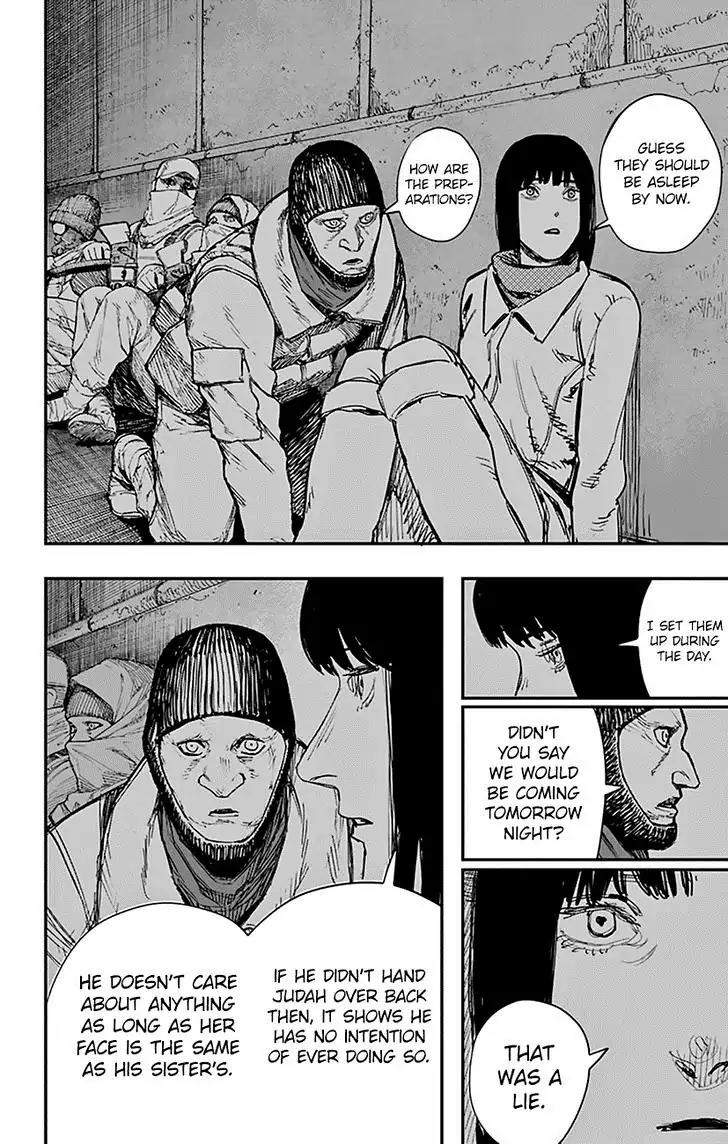 GUESS
THEY SHOULD
BE ASLEEP
BY NOW.
HOW ARE
THE PREP-
ARATIONS?
I SET THEM
UP DURING
THE DAY.
DIDN'T
YOU SAY
WE WOULD
BE COMING
TOMORROW
NIGHT?
THAT
WAS A
LIE.
IF HE DIDN'T HAND
JUDAH OVER BACK
THEN, IT SHOWS HE
HAS NO INTENTION
OF EVER DOING SO.
HE DOESN'T CARE
ABOUT ANYTHING
AS LONG AS HER
FACE IS THE SAME
AS HIS SISTER'S.